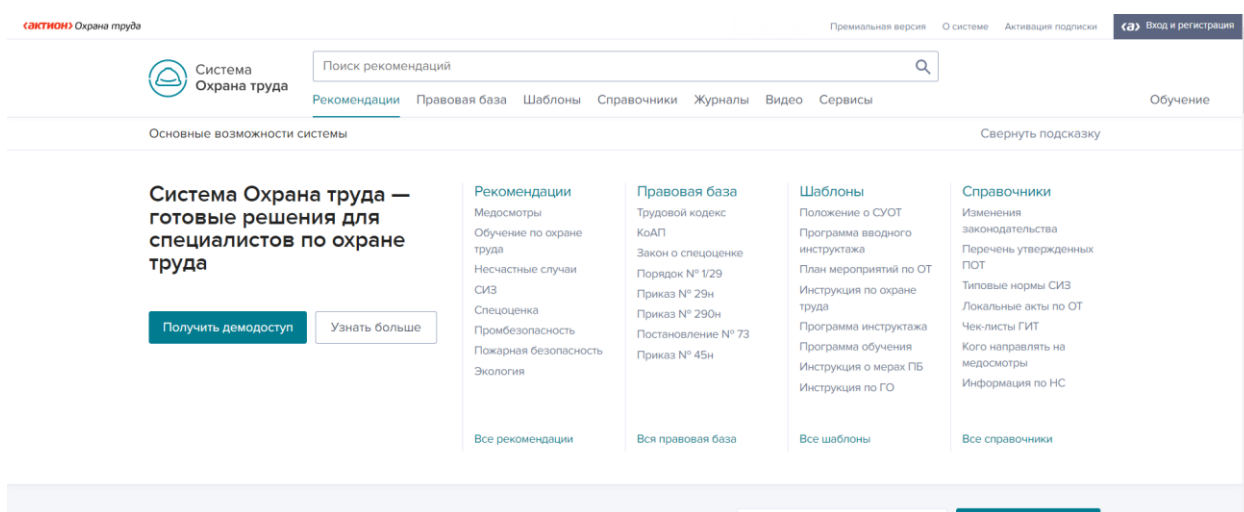 ‹актион› Охрана труда
Премиальная версия О системе Активация подписки ‹а› Вход и регистрация
Система
Охрана труда
Поиск рекомендаций
Рекомендации Правовая база Шаблоны Справочники Журналы Видео Сервисы Обучение
Основные возможности системы Свернуть подсказку
Система Охрана труда —
готовые решения для
специалистов по охране
труда
Получить демодоступ Узнать больше
Рекомендации
Медосмотры
Обучение по охране
труда
Несчастные случаи
СИЗ
Спецоценка
Промбезопасность
Пожарная безопасность
Экология
Все рекомендации
Правовая база
Трудовой кодекс
КоАП
Закон о спецоценке
Порядок № 1/29
Приказ № 29н
Приказ № 290н
Постановление № 73
Приказ № 45н
Вся правовая база
Шаблоны
Положение о СУОТ
Программа вводного
инструктажа
План мероприятий по ОТ
Инструкция по охране
труда
Программа инструктажа
Программа обучения
Инструкция о мерах ПБ
Инструкция по ГО
Все шаблоны
Справочники
Изменения
законодательства
Перечень утвержденных
ПОТ
Типовые нормы СИЗ
Локальные акты по ОТ
Чек-листы ГИТ
Кого направлять на
медосмотры
Информация по НС
Все справочники